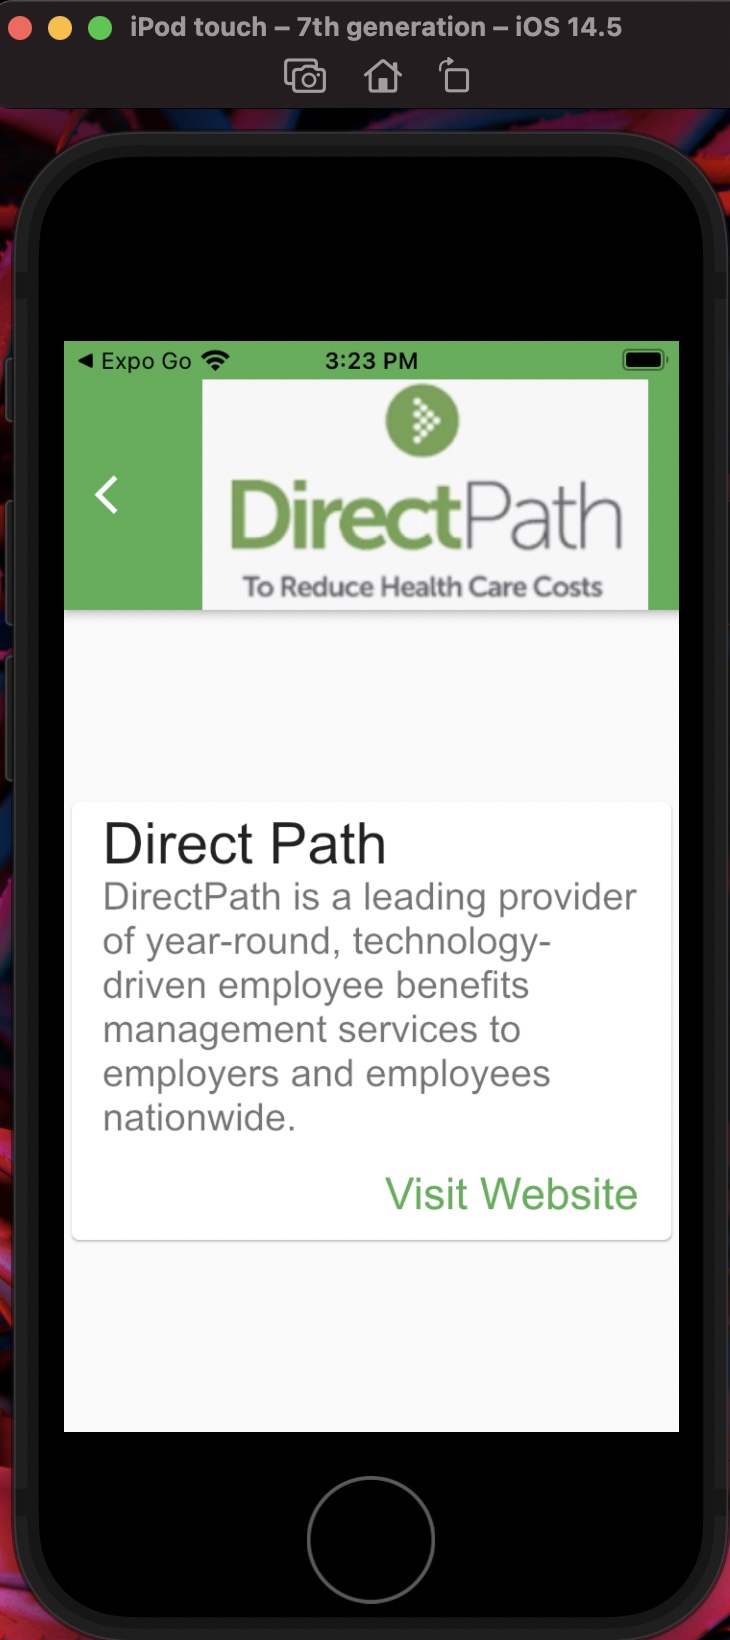 iPod touch – 7th generation – iOS 14.5
Expo Go 3:23 PM
DirectPath
To Reduce Health Care Costs
Direct Path
DirectPath is a leading provider
of year-round, technology-
driven employee benefits
management services to
employers and employees
nationwide.
Visit Website